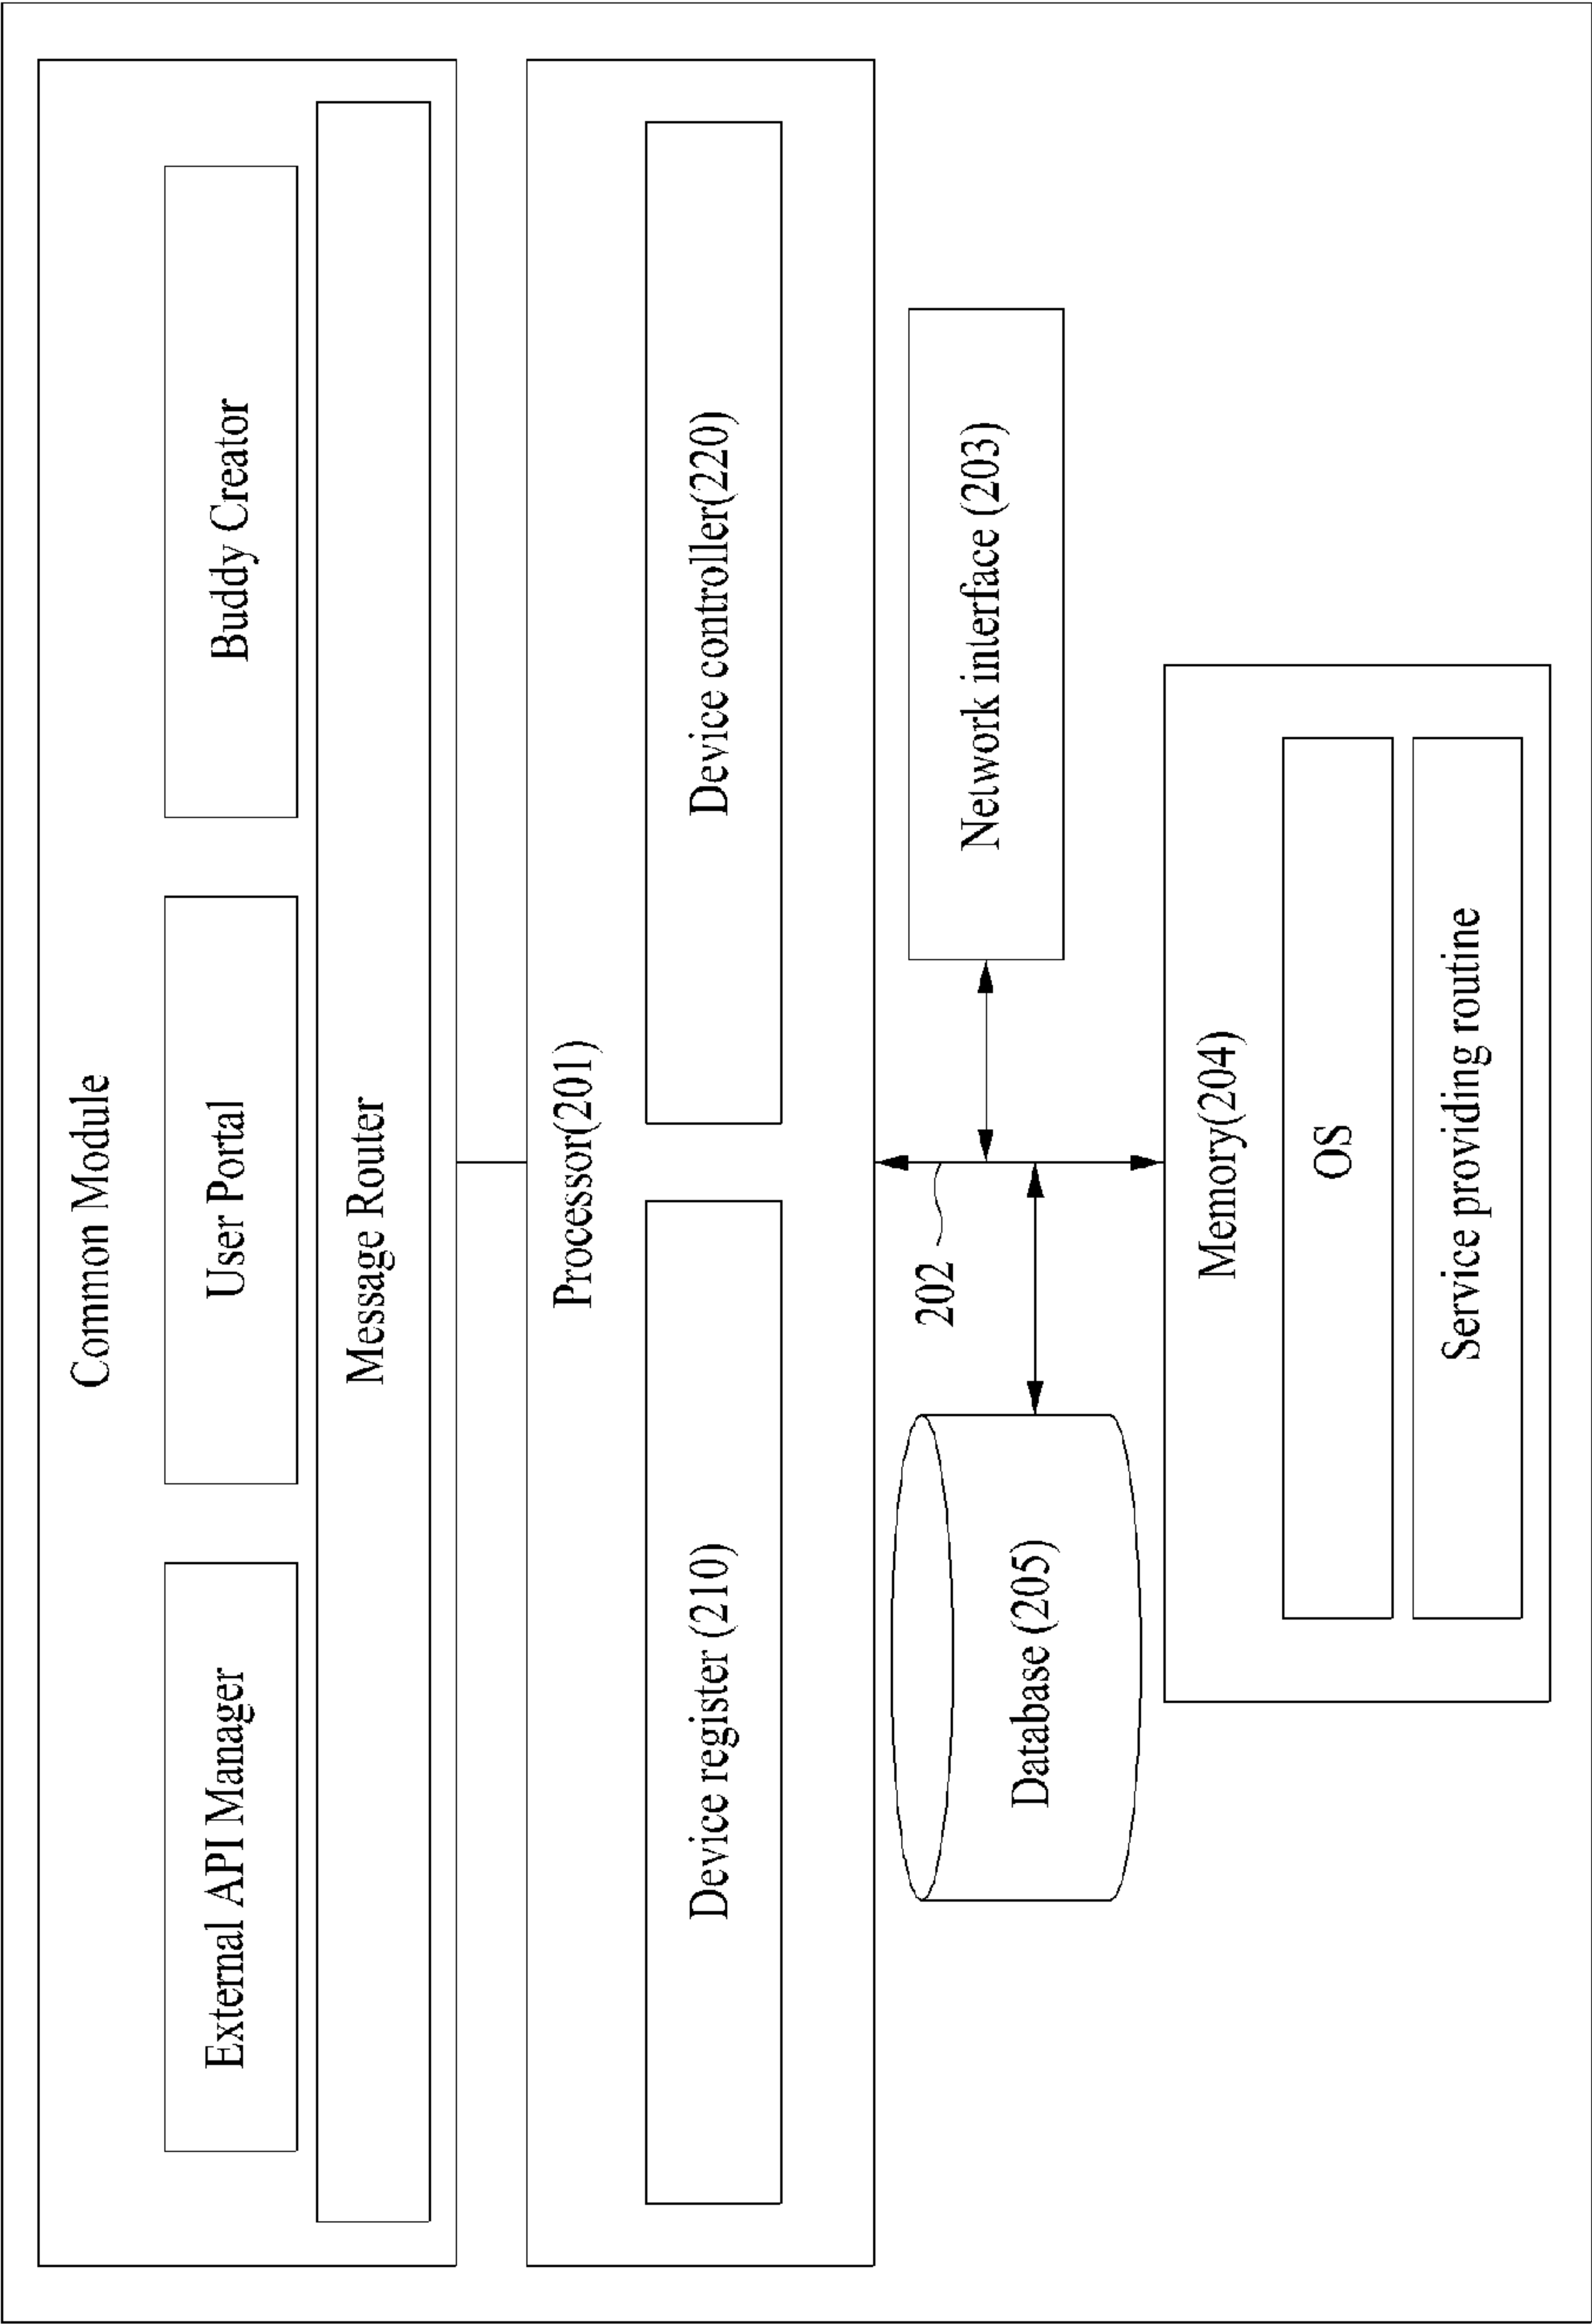 Common Module
External API Manager
User Portal
Buddy Creator
Message Router
Processor(201)
Device register (210)
Device controller(220)
202
Network interface (203)
Database (205)
Memory(204)
OS
Service providing routine